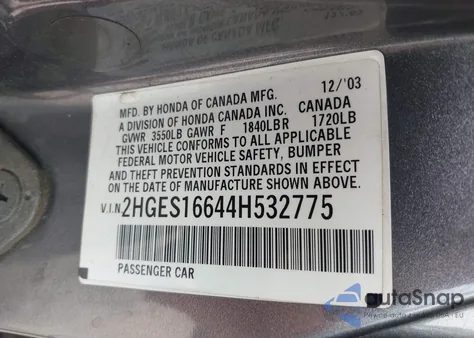 12/'03
MFD. BY HONDA OF CANADA MFG.
A DIVISION OF HONDA CANADA INC. CANADA
GVWR 3550LB GAWR F 1840LBR 1720LB
THIS VEHICLE CONFORMS TO ALL APPLICABLE
FEDERAL MOTOR VEHICLE SAFETY, BUMPER
AND THEFT PREVENTION STANDARDS IN EFFECT
ON THE DATE OF MANUFACTURE SHOWN ABOVE.
V.I.N. 2HGES16644H532775
PASSENGER CAR
autoSnap